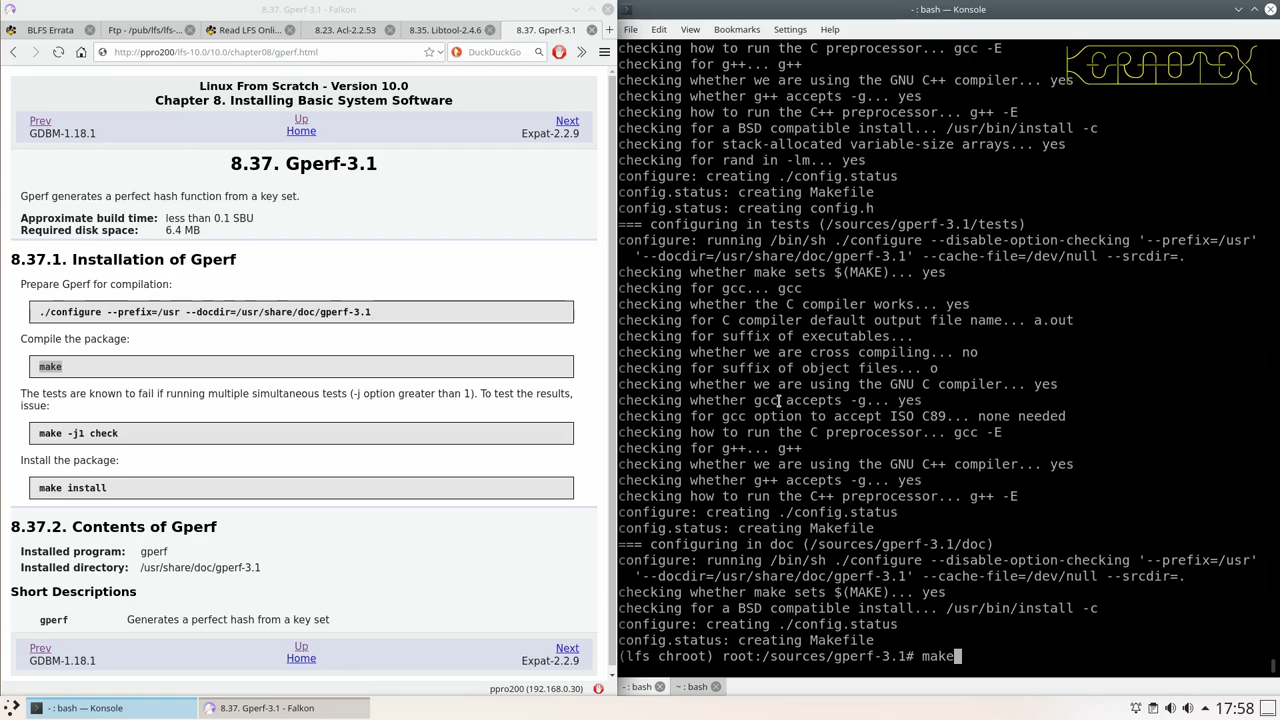 8.37. Gperf-3.1 - Falkon
BLFS Errata
Ftp - /pub/lfs/lfs-...
Read LFS Onlin...
8.23. Acl-2.2.53
8.35. Libtool-2.4.6
8.37. Gperf-3.1
http://ppro200/lfs-10.0/10.0/chapter08/gperf.html
DuckDuckGo
Linux From Scratch - Version 10.0
Chapter 8. Installing Basic System Software
Prev
Up
Next
GDBM-1.18.1
Home
Expat-2.2.9
8.37. Gperf-3.1
Gperf generates a perfect hash function from a key set.
Approximate build time: less than 0.1 SBU
Required disk space: 6.4 MB
8.37.1. Installation of Gperf
Prepare Gperf for compilation:
./configure --prefix=/usr --docdir=/usr/share/doc/gperf-3.1
Compile the package:
make
The tests are known to fail if running multiple simultaneous tests (-j option greater than 1). To test the results,
issue:
make -j1 check
Install the package:
make install
8.37.2. Contents of Gperf
Installed program: gperf
Installed directory: /usr/share/doc/gperf-3.1
Short Descriptions
gperf Generates a perfect hash from a key set
Prev
Up
Next
GDBM-1.18.1
Home
Expat-2.2.9
ppro200 (192.168.0.30)
- : bash — Konsole
File Edit View Bookmarks Settings Help
checking how to run the C preprocessor... gcc -E
checking for g++... g++
checking whether we are using the GNU C++ compiler... yes
checking whether g++ accepts -g... yes
checking how to run the C++ preprocessor... g++ -E
checking for a BSD compatible install... /usr/bin/install -c
checking for stack-allocated variable-size arrays... yes
checking for rand in -lm... yes
configure: creating ./config.status
config.status: creating Makefile
config.status: creating config.h
=== configuring in tests (/sources/gperf-3.1/tests)
configure: running /bin/sh ./configure --disable-option-checking '--prefix=/usr'
'--docdir=/usr/share/doc/gperf-3.1' --cache-file=/dev/null --srcdir=.
checking whether make sets $(MAKE)... yes
checking for gcc... gcc
checking whether the C compiler works... yes
checking for C compiler default output file name... a.out
checking for suffix of executables...
checking whether we are cross compiling... no
checking for suffix of object files... o
checking whether we are using the GNU C compiler... yes
checking whether gcc accepts -g... yes
checking for gcc option to accept ISO C89... none needed
checking how to run the C preprocessor... gcc -E
checking for g++... g++
checking whether we are using the GNU C++ compiler... yes
checking whether g++ accepts -g... yes
checking how to run the C++ preprocessor... g++ -E
configure: creating ./config.status
config.status: creating Makefile
=== configuring in doc (/sources/gperf-3.1/doc)
configure: running /bin/sh ./configure --disable-option-checking '--prefix=/usr'
'--docdir=/usr/share/doc/gperf-3.1' --cache-file=/dev/null --srcdir=.
checking whether make sets $(MAKE)... yes
checking for a BSD compatible install... /usr/bin/install -c
configure: creating ./config.status
config.status: creating Makefile
(lfs chroot) root:/sources/gperf-3.1# make
- : bash
~ : bash
- : bash — Konsole
8.37. Gperf-3.1 - Falkon
17:58